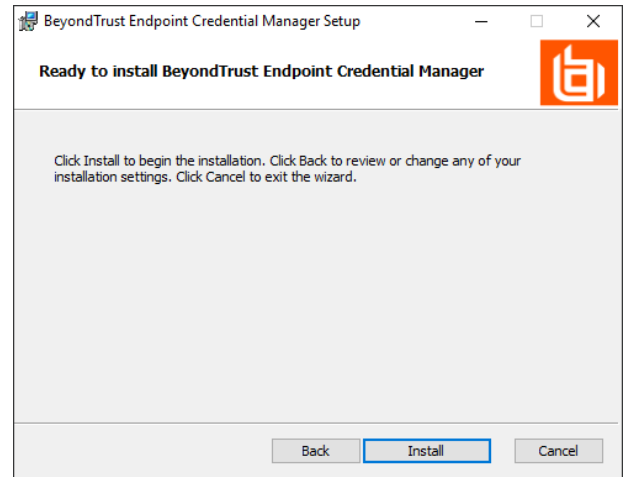 BeyondTrust Endpoint Credential Manager Setup
Ready to install BeyondTrust Endpoint Credential Manager
Click Install to begin the installation. Click Back to review or change any of your
installation settings. Click Cancel to exit the wizard.
Back Install Cancel